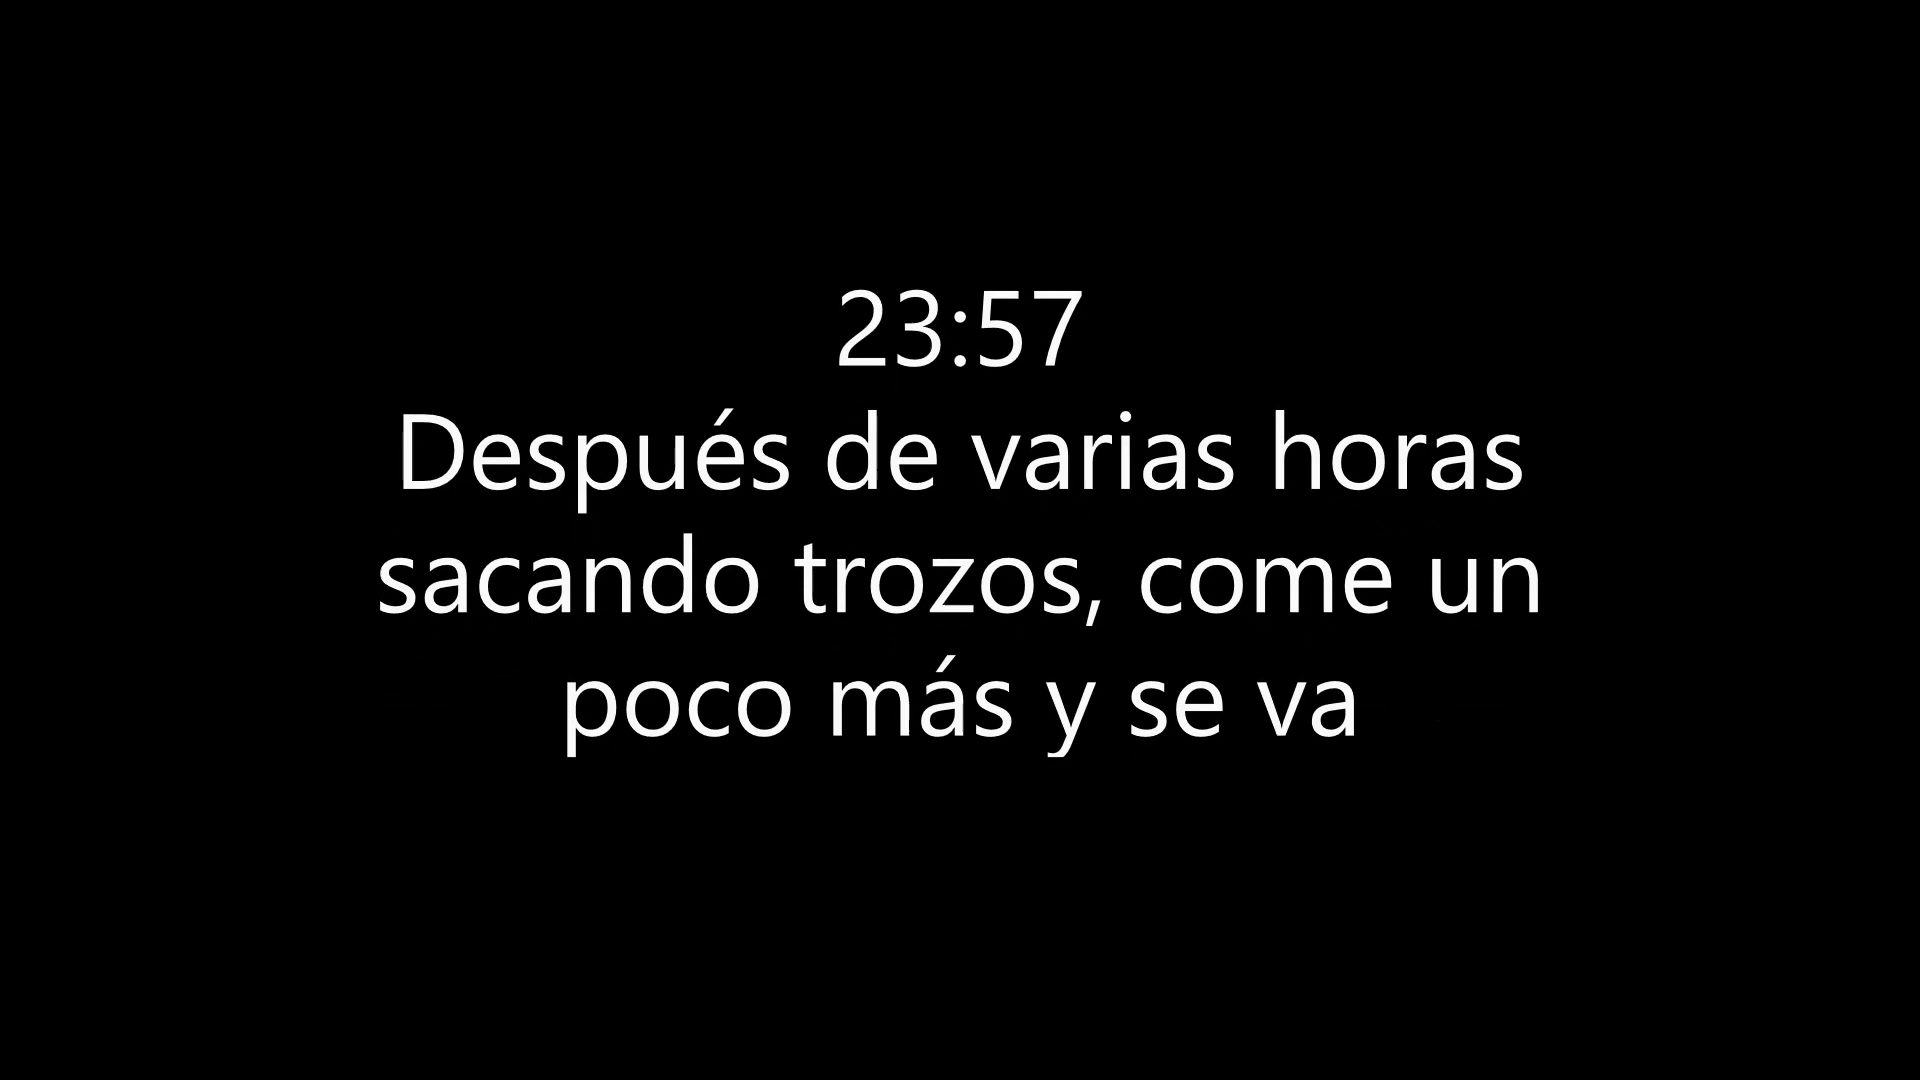 23:57
Después de varias horas
sacando trozos, come un
poco más y se va